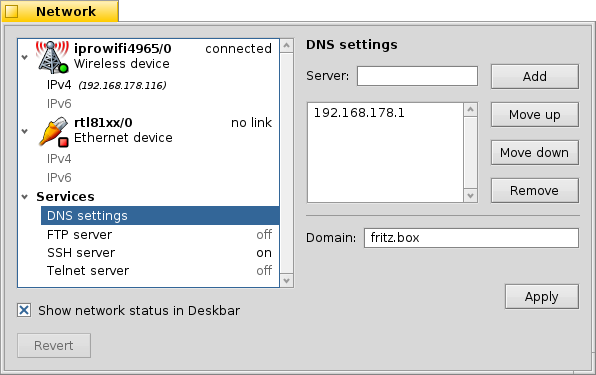 Network
iprowifi4965/0 connected
Wireless device
IPv4 (192.168.178.116)
IPv6
rtl81xx/0 no link
Ethernet device
IPv4
IPv6
Services
DNS settings
FTP server off
SSH server on
Telnet server off
Show network status in Deskbar
Revert
DNS settings
Server: Add
192.168.178.1
Move up
Move down
Remove
Domain: fritz.box
Apply